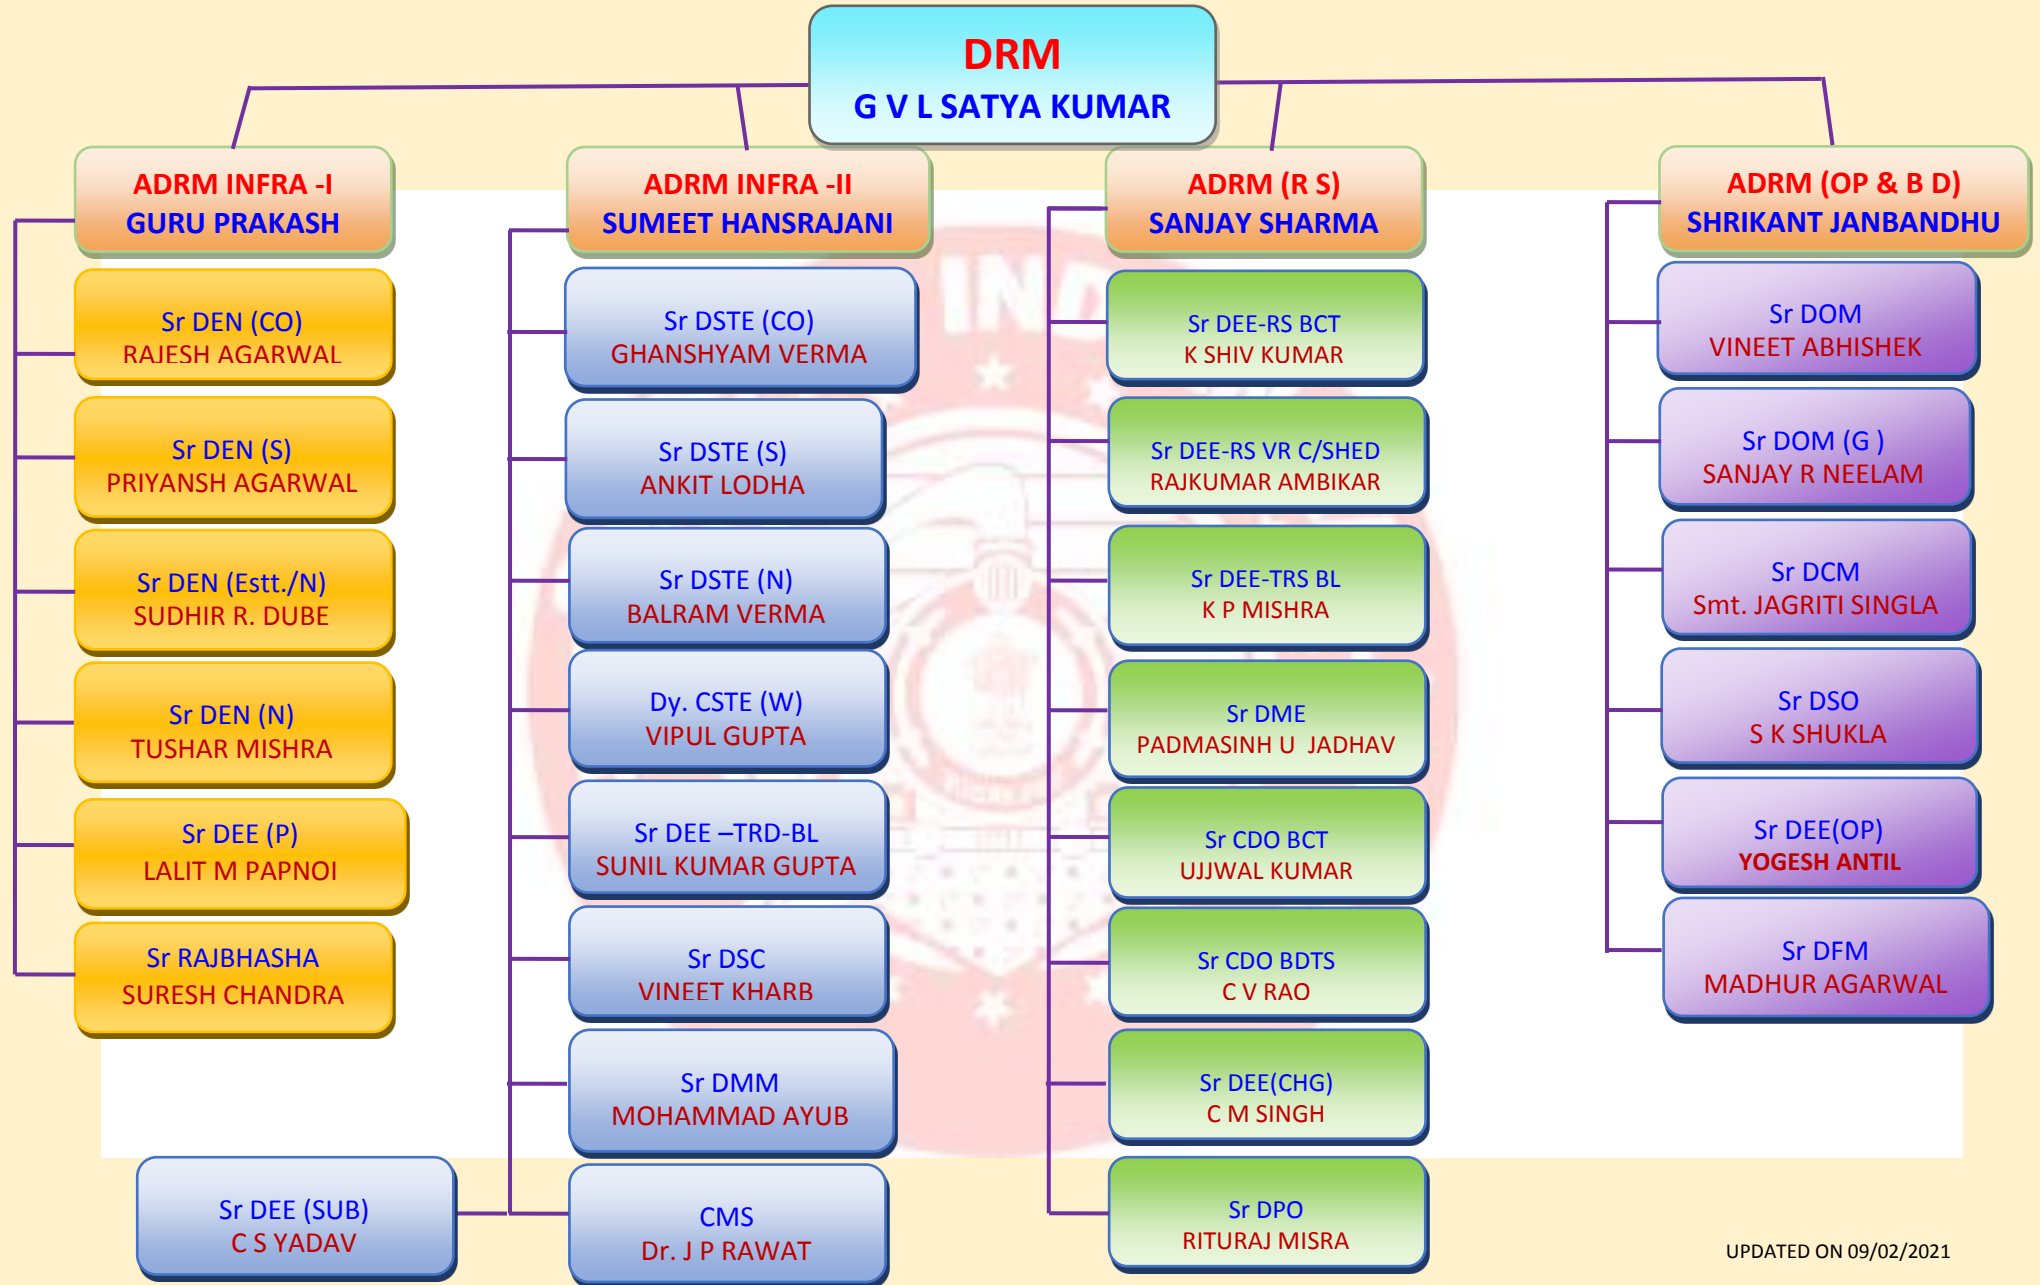 DRM
G V L SATYA KUMAR
ADRM INFRA -I
GURU PRAKASH
Sr DEN (CO)
RAJESH AGARWAL
Sr DEN (S)
PRIYANSH AGARWAL
Sr DEN (Estt./N)
SUDHIR R. DUBE
Sr DEN (N)
TUSHAR MISHRA
Sr DEE (P)
LALIT M PAPNOI
Sr RAJBHASHA
SURESH CHANDRA
ADRM INFRA -II
SUMEET HANSRAJANI
Sr DSTE (CO)
GHANSHYAM VERMA
Sr DSTE (S)
ANKIT LODHA
Sr DSTE (N)
BALRAM VERMA
Dy. CSTE (W)
VIPUL GUPTA
Sr DEE –TRD-BL
SUNIL KUMAR GUPTA
Sr DSC
VINEET KHARB
Sr DMM
MOHAMMAD AYUB
Sr DEE (SUB)
C S YADAV
CMS
Dr. J P RAWAT
ADRM (R S)
SANJAY SHARMA
Sr DEE-RS BCT
K SHIV KUMAR
Sr DEE-RS VR C/SHED
RAJKUMAR AMBIKAR
Sr DEE-TRS BL
K P MISHRA
Sr DME
PADMASINH U  JADHAV
Sr CDO BCT
UJJWAL KUMAR
Sr CDO BDTS
C V RAO
Sr DEE(CHG)
C M SINGH
Sr DPO
RITURAJ MISRA
ADRM (OP & B D)
SHRIKANT JANBANDHU
Sr DOM
VINEET ABHISHEK
Sr DOM (G )
SANJAY R NEELAM
Sr DCM
Smt. JAGRITI SINGLA
Sr DSO
S K SHUKLA
Sr DEE(OP)
YOGESH ANTIL
Sr DFM
MADHUR AGARWAL
UPDATED ON 09/02/2021
IND